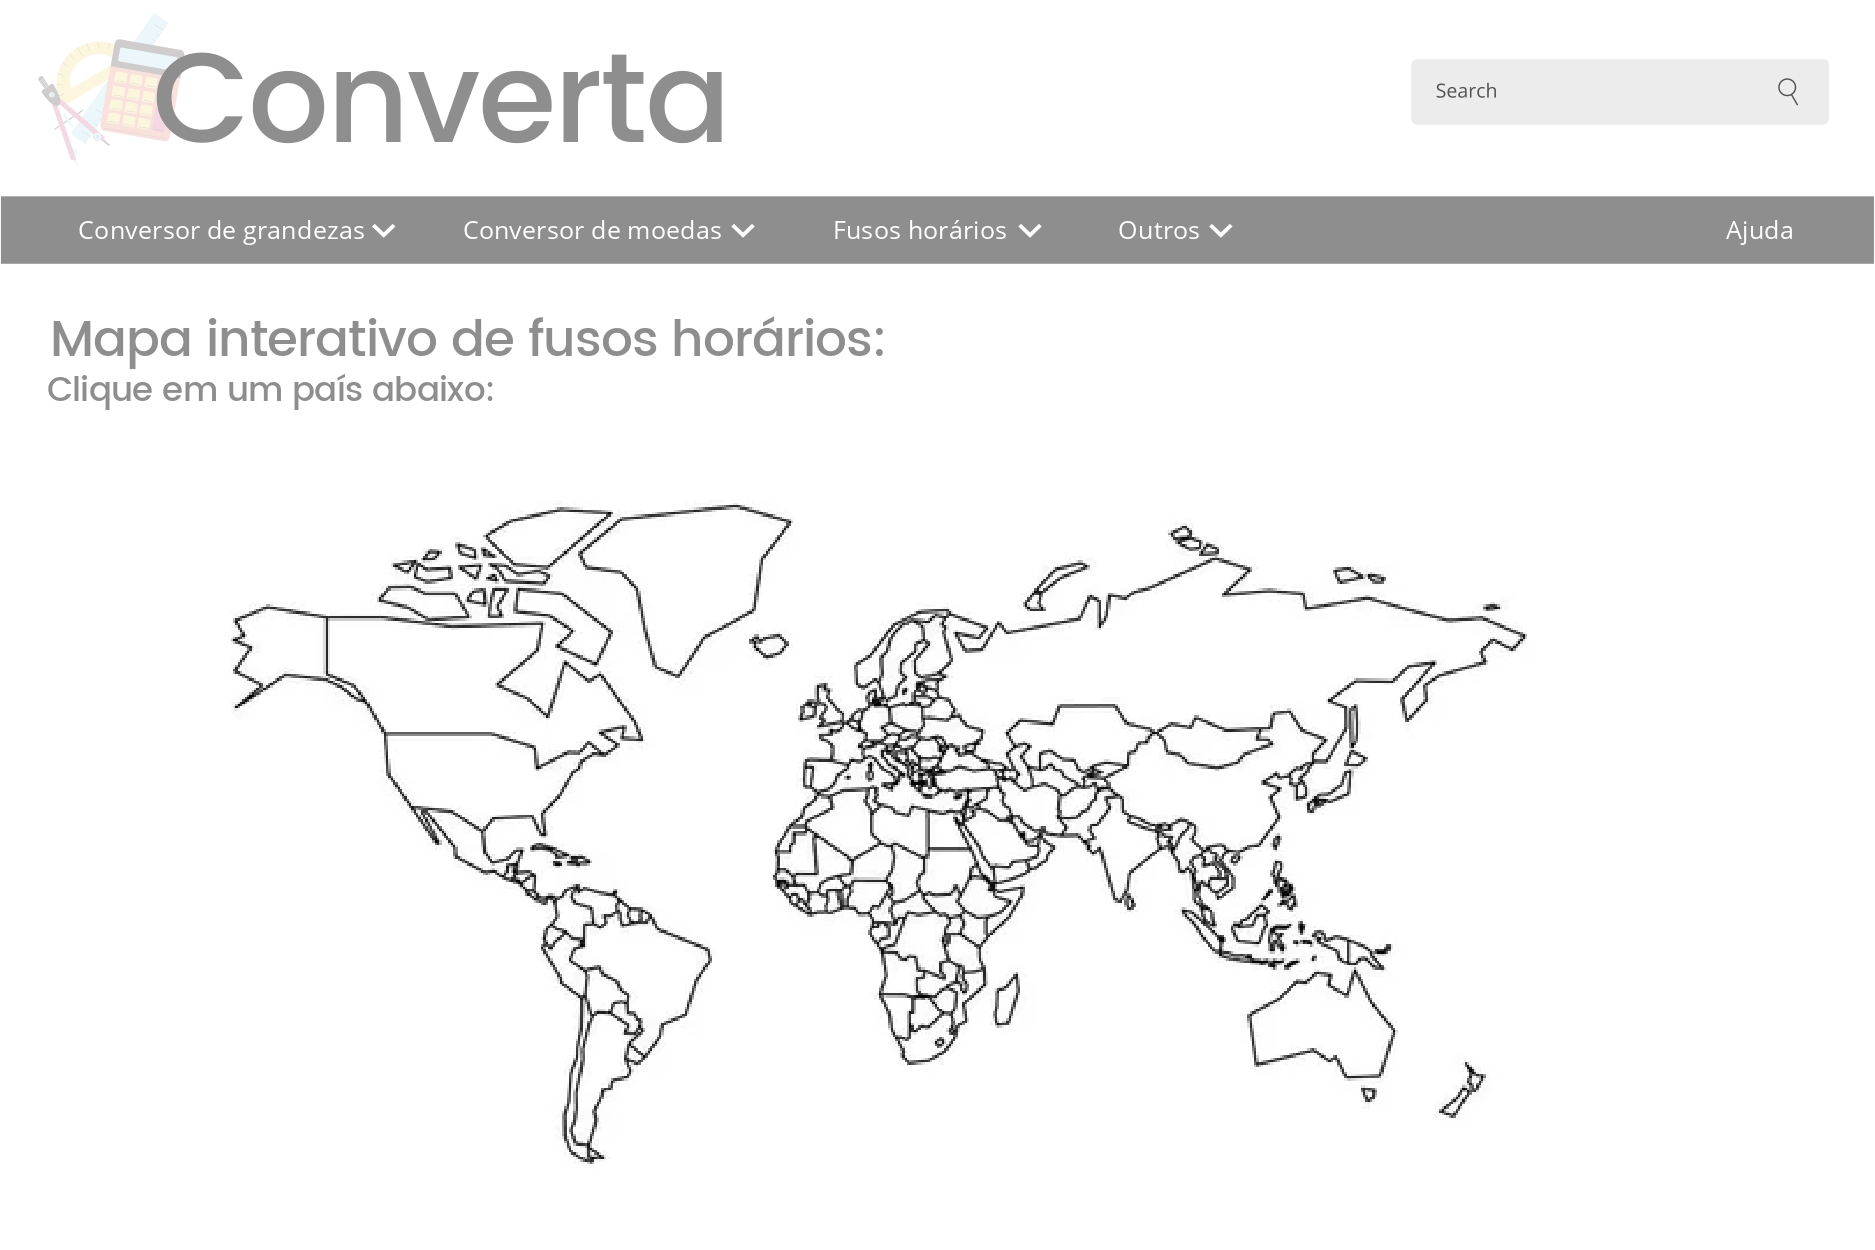 Converta
Search
Conversor de grandezas Conversor de moedas Fusos horários Outros Ajuda
Mapa interativo de fusos horários:
Clique em um país abaixo: